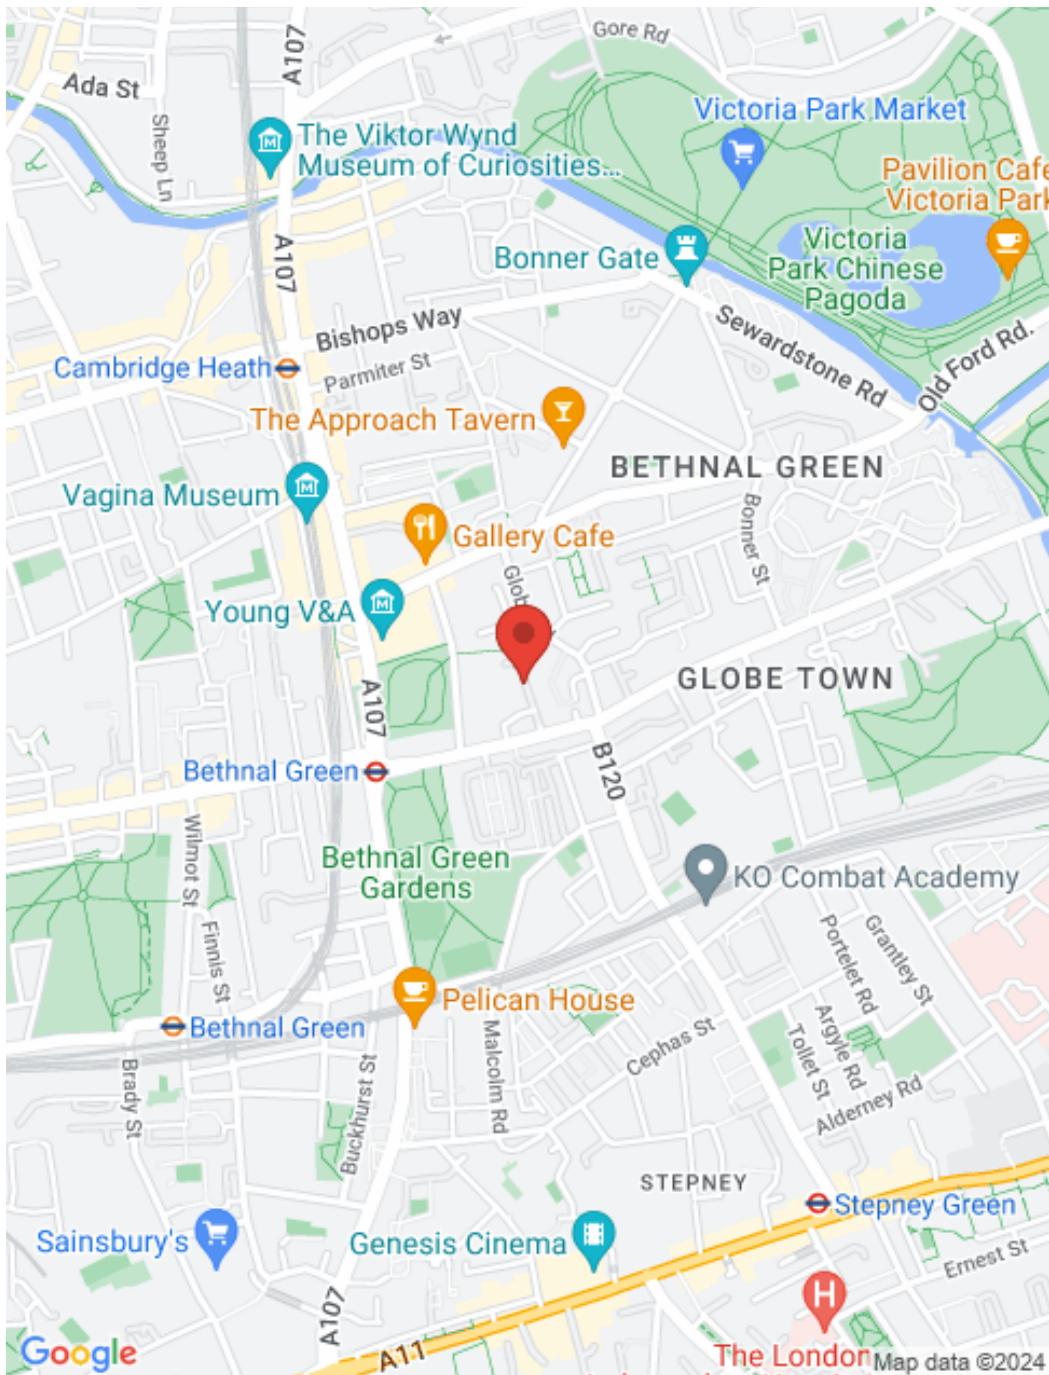 A107
Gore Rd
Ada St
Sheep Ln
The Viktor Wynd
Museum of Curiosities...
Victoria Park Market
Pavilion Cafe
Victoria Park
A107
Bonner Gate
Victoria
Park Chinese
Pagoda
Bishops Way
Sewardstone Rd
Old Ford Rd.
Cambridge Heath
Parmiter St
The Approach Tavern
BETHNAL GREEN
Vagina Museum
Gallery Cafe
Bonner St
Young V&A
GLOBE TOWN
A107
B120
Bethnal Green
Wilmot St
Bethnal Green
Gardens
KO Combat Academy
Finnis St
Portelet Rd
Grantley St
Pelican House
Bethnal Green
Malcolm Rd
Cephas St
Argyle Rd
Tollet St
Brady St
Buckhurst St
Alderney Rd
STEPNEY
Stepney Green
Sainsbury's
Genesis Cinema
Ernest St
H
A107
A11
Google
The London
Map data ©2024